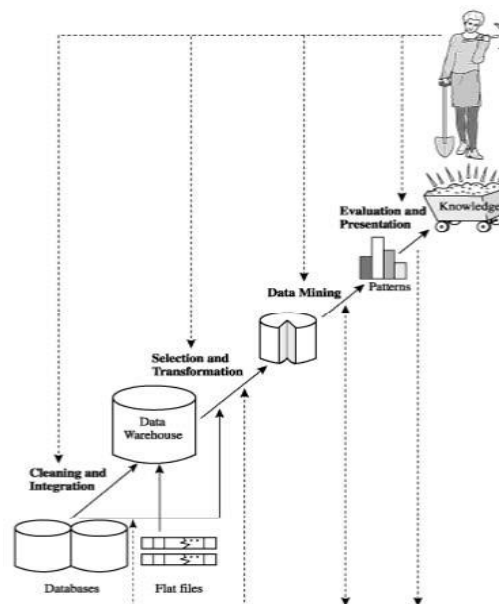 Evaluation and
Presentation
Knowledge
Data Mining
Patterns
Selection and
Transformation
Data
Warehouse
Cleaning and
Integration
Databases
Flat files